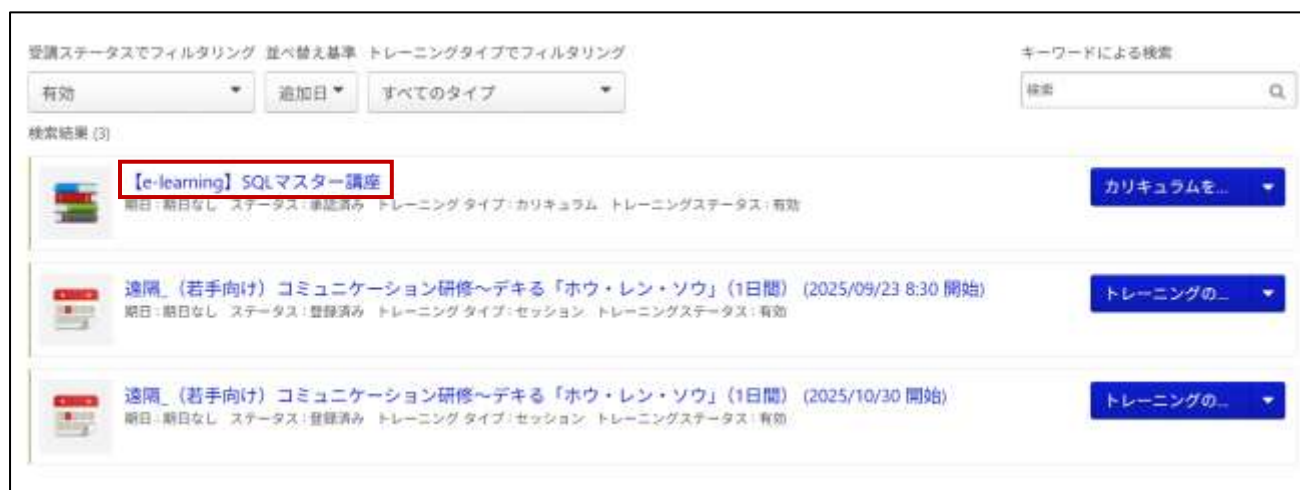 受講ステータスでフィルタリング 並べ替え基準 トレーニングタイプでフィルタリング キーワードによる検索
有効 追加日 すべてのタイプ 検索
検索結果 (3)
【e-learning】SQLマスター講座 カリキュラムを...
期日：期日なし ステータス：承認済み トレーニング タイプ：カリキュラム トレーニングステータス：有効
遠隔_（若手向け）コミュニケーション研修～デキる「ホウ・レン・ソウ」(1日間) (2025/09/23 8:30 開始) トレーニングの...
期日：期日なし ステータス：登録済み トレーニング タイプ：セッション トレーニングステータス：有効
遠隔_（若手向け）コミュニケーション研修～デキる「ホウ・レン・ソウ」(1日間) (2025/10/30 開始) トレーニングの...
期日：期日なし ステータス：登録済み トレーニング タイプ：セッション トレーニングステータス：有効